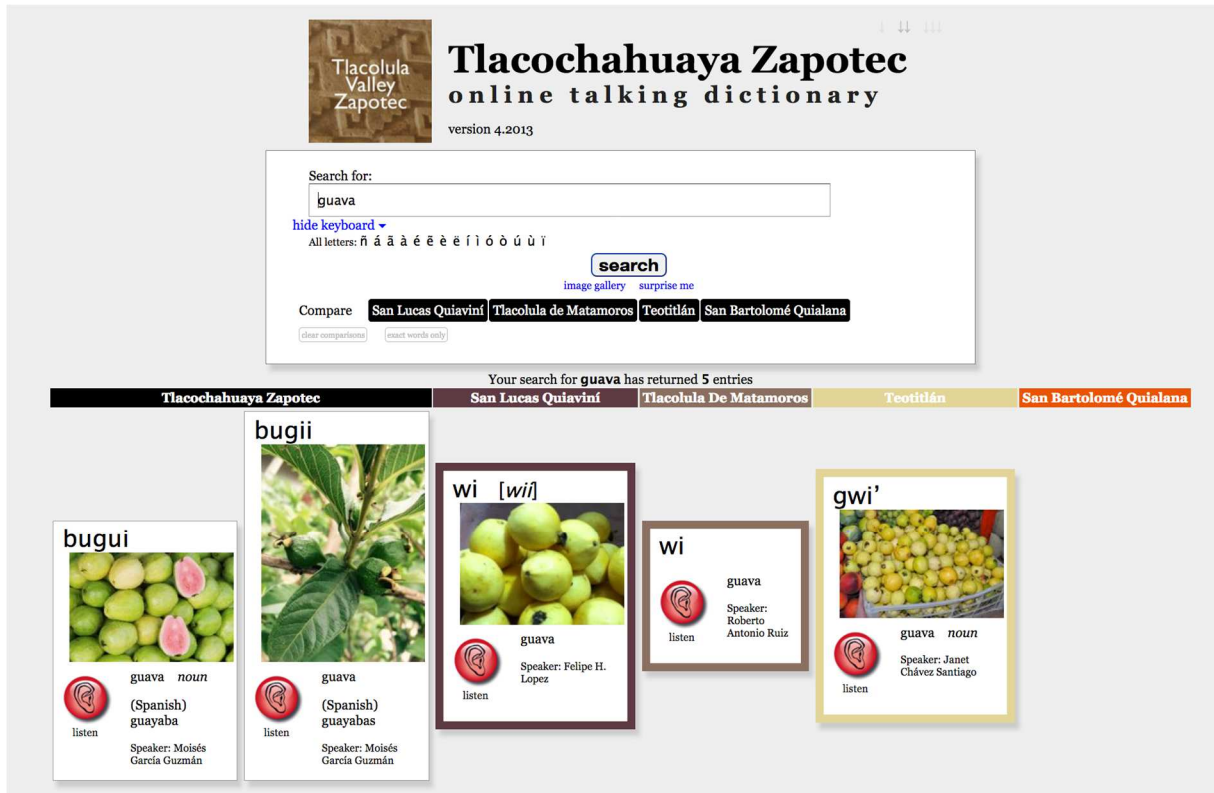 Tlacolula
Valley
Zapotec
↓ ↓↓ ↓↓↓
Tlacochahuaya Zapotec
online talking dictionary
version 4.2013
Search for:
guava
hide keyboard
All letters: ñ á ã à é ẽ è ë í ì ó ò ú ù ï
search
image gallery surprise me
Compare San Lucas Quiaviní Tlacolula de Matamoros Teotitlán San Bartolomé Quialana
clear comparisons exact words only
Your search for guava has returned 5 entries
Tlacochahuaya Zapotec San Lucas Quiaviní Tlacolula De Matamoros Teotitlán San Bartolomé Quialana
bugui
listen
guava noun
(Spanish)
guayaba
Speaker: Moisés
García Guzmán
bugii
listen
guava
(Spanish)
guayabas
Speaker: Moisés
García Guzmán
wi [wii]
listen
guava
Speaker: Felipe H.
Lopez
wi
listen
guava
Speaker:
Roberto
Antonio Ruiz
gwi’
listen
guava noun
Speaker: Janet
Chávez Santiago